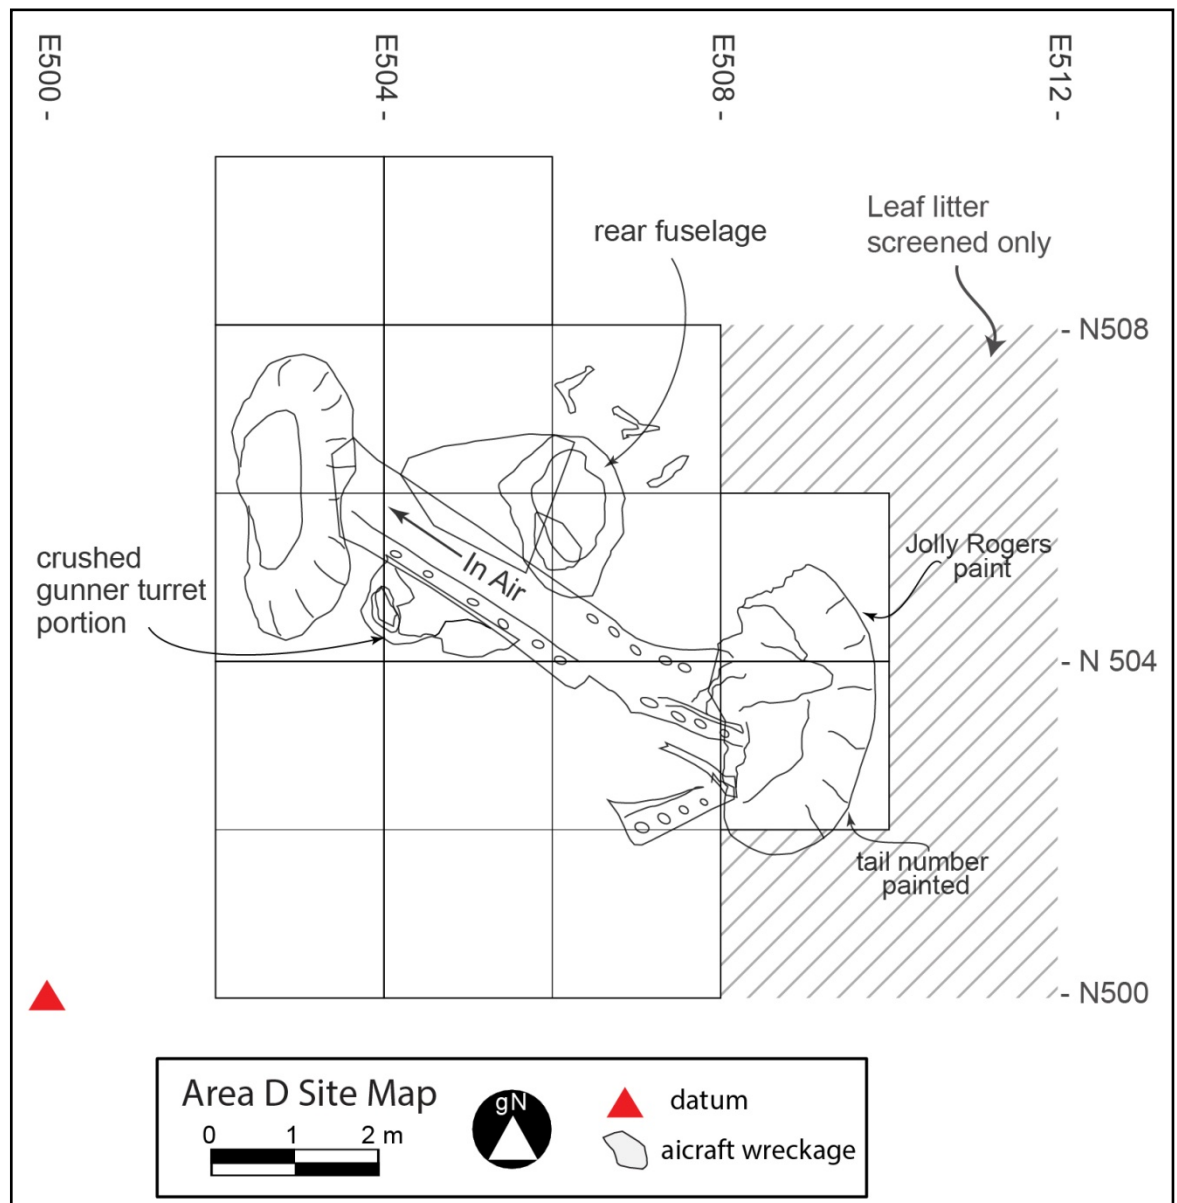 E500 -
E504 -
E508 -
E512 -
rear fuselage
Leaf litter
screened only
- N508
In Air
crushed
gunner turret
portion
Jolly Rogers
paint
- N 504
tail number
painted
- N500
Area D Site Map
0 1 2 m
gN
datum
aicraft wreckage